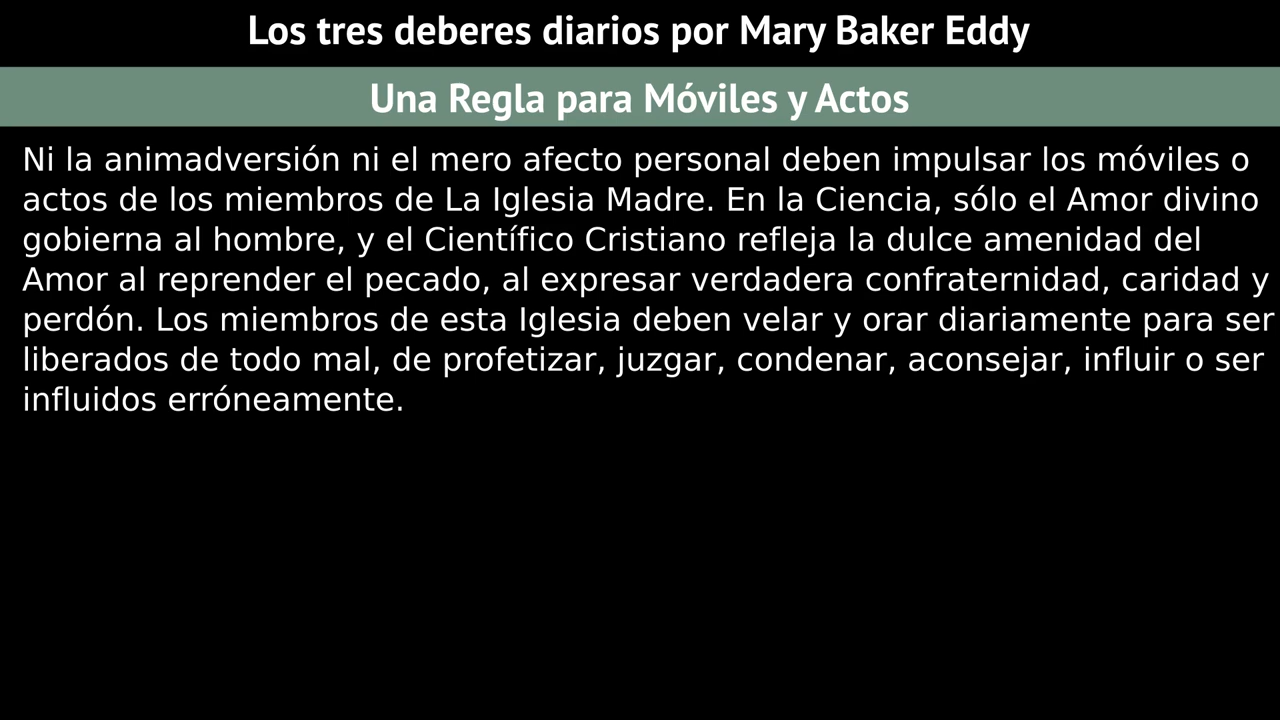 Los tres deberes diarios por Mary Baker Eddy
Una Regla para Móviles y Actos
Ni la animadversión ni el mero afecto personal deben impulsar los móviles o
actos de los miembros de La Iglesia Madre. En la Ciencia, sólo el Amor divino
gobierna al hombre, y el Científico Cristiano refleja la dulce amenidad del
Amor al reprender el pecado, al expresar verdadera confraternidad, caridad y
perdón. Los miembros de esta Iglesia deben velar y orar diariamente para ser
liberados de todo mal, de profetizar, juzgar, condenar, aconsejar, influir o ser
influidos erróneamente.